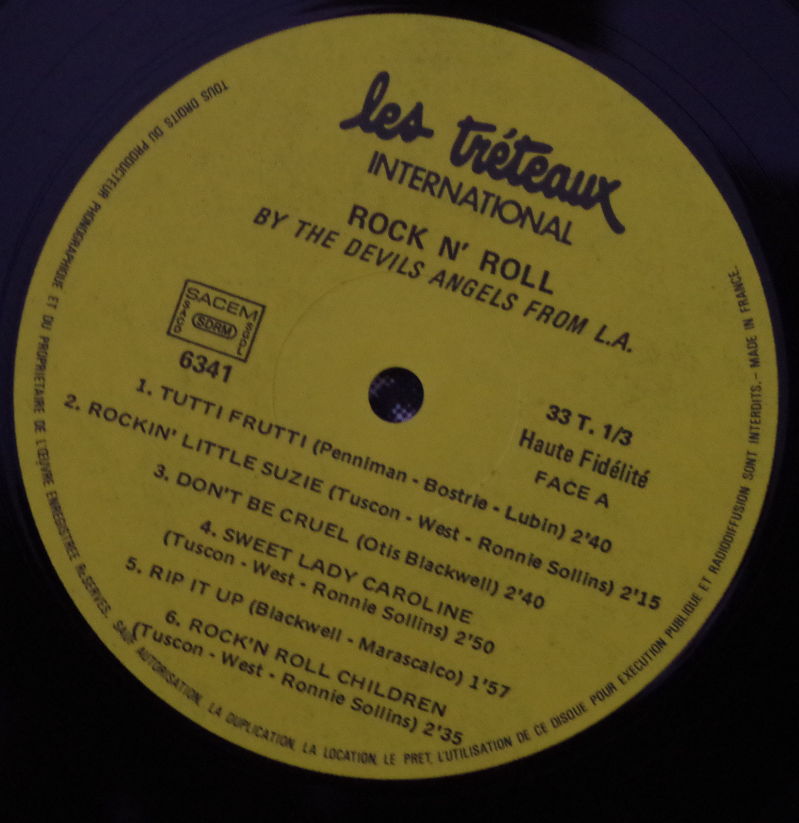 les tréteaux
INTERNATIONAL
ROCK N' ROLL
BY THE DEVILS ANGELS FROM L.A.
SACEM
SACD
SDRM
SGDL
6341
33 T. 1/3
Haute Fidélité
FACE A
1. TUTTI FRUTTI (Penniman - Bostrie - Lubin) 2'40
2. ROCKIN' LITTLE SUZIE (Tuscon - West - Ronnie Sollins) 2'15
3. DON'T BE CRUEL (Otis Blackwell) 2'40
4. SWEET LADY CAROLINE
(Tuscon - West - Ronnie Sollins) 2'50
5. RIP IT UP (Blackwell - Marascalco) 1'57
6. ROCK'N ROLL CHILDREN
(Tuscon - West - Ronnie Sollins) 2'35
TOUS DROITS DU PRODUCTEUR PHONOGRAPHIQUE ET DU PROPRIETAIRE DE L'ŒUVRE ENREGISTREE RESERVES. SAUF AUTORISATION, LA DUPLICATION, LA LOCATION, LE PRET, L'UTILISATION DE CE DISQUE POUR EXECUTION PUBLIQUE ET RADIODIFFUSION SONT INTERDITS. - MADE IN FRANCE.